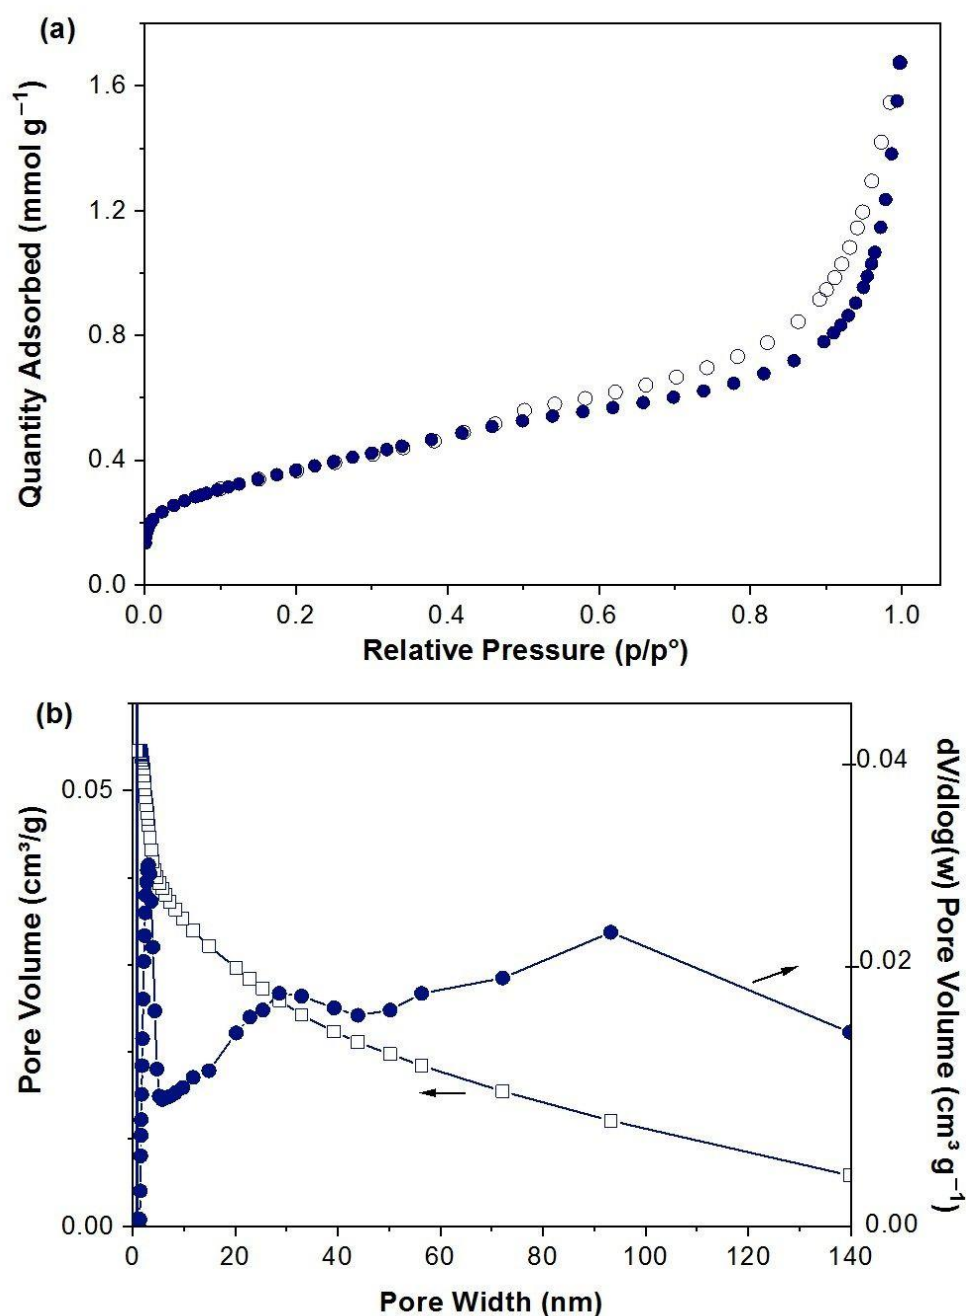 (a)
Quantity Adsorbed (mmol g⁻¹)
1.6
1.2
0.8
0.4
0.0
0.0 0.2 0.4 0.6 0.8 1.0
Relative Pressure (p/p°)
(b)
Pore Volume (cm³/g)
0.05
0.00
0.04
0.02
0.00
dV/dlog(w) Pore Volume (cm³ g⁻¹)
0 20 40 60 80 100 120 140
Pore Width (nm)